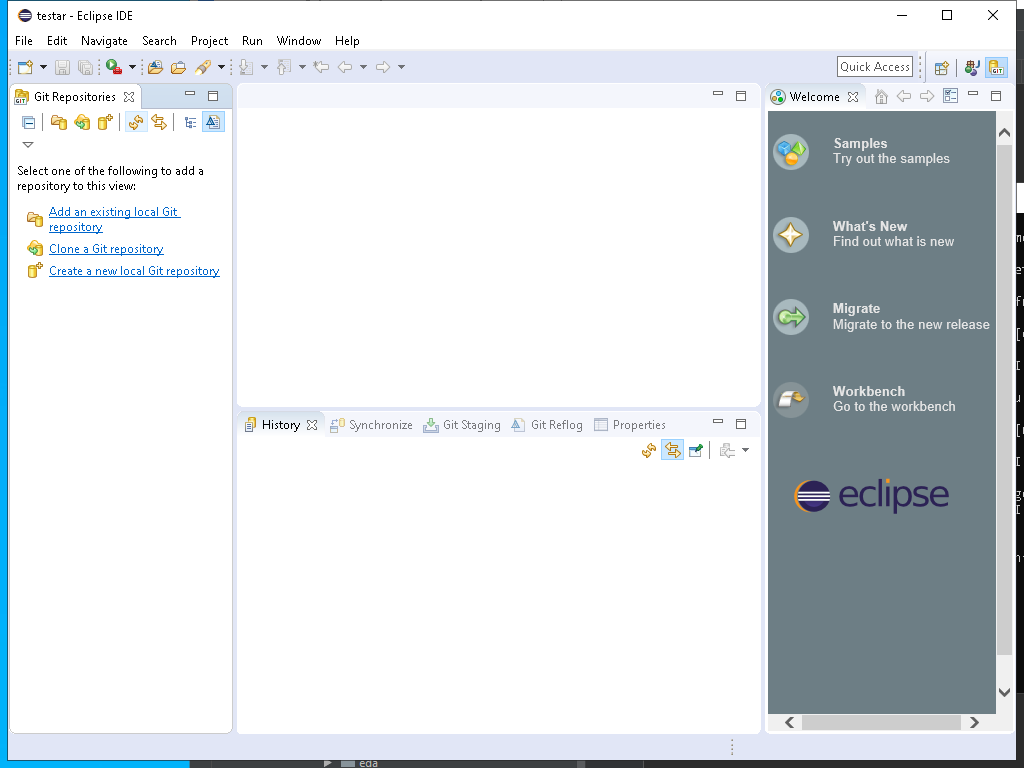 testar - Eclipse IDE
File Edit Navigate Search Project Run Window Help
Quick Access
GIT
Git Repositories
Select one of the following to add a
repository to this view:
Add an existing local Git
repository
Clone a Git repository
Create a new local Git repository
History Synchronize Git Staging Git Reflog Properties
Welcome
Samples
Try out the samples
What's New
Find out what is new
Migrate
Migrate to the new release
Workbench
Go to the workbench
eclipse
eda